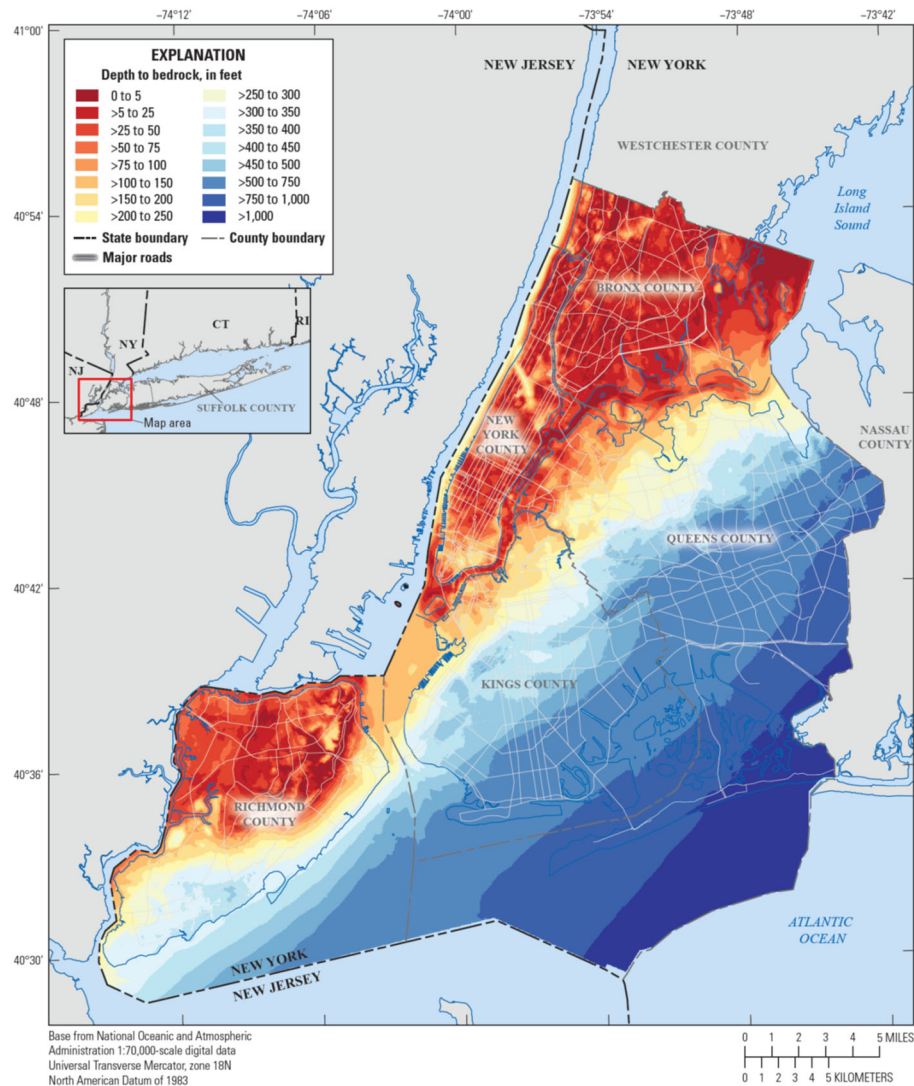 −74°12′ −74°06′ −74°00′ −73°54′ −73°48′ −73°42′
41°00′
EXPLANATION
Depth to bedrock, in feet
0 to 5
>5 to 25
>25 to 50
>50 to 75
>75 to 100
>100 to 150
>150 to 200
>200 to 250
>250 to 300
>300 to 350
>350 to 400
>400 to 450
>450 to 500
>500 to 750
>750 to 1,000
>1,000
State boundary
County boundary
Major roads
NEW JERSEY
NEW YORK
WESTCHESTER COUNTY
40°54′
Long
Island
Sound
BRONX COUNTY
CT
RI
NY
NJ
SUFFOLK COUNTY
Map area
40°48′
NEW
YORK
COUNTY
NASSAU
COUNTY
QUEENS COUNTY
40°42′
KINGS COUNTY
40°36′
RICHMOND
COUNTY
ATLANTIC
OCEAN
40°30′
NEW YORK
NEW JERSEY
Base from National Oceanic and Atmospheric
Administration 1:70,000-scale digital data
Universal Transverse Mercator, zone 18N
North American Datum of 1983
0 1 2 3 4 5 MILES
0 1 2 3 4 5 KILOMETERS